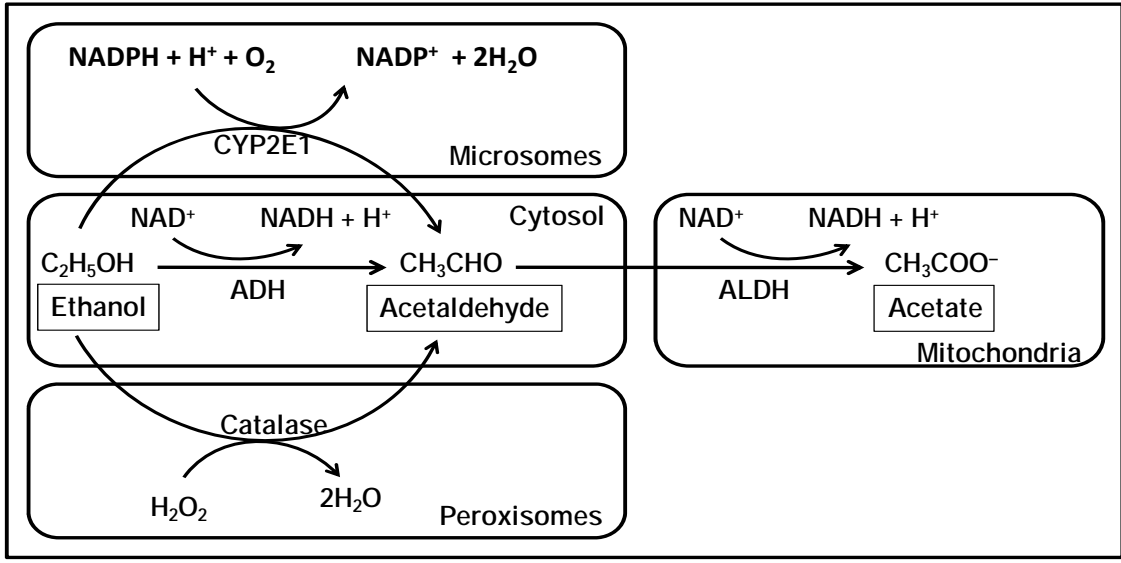 NADPH + H⁺ + O₂ NADP⁺ + 2H₂O
CYP2E1
Microsomes
NAD⁺ NADH + H⁺ Cytosol
C₂H₅OH CH₃CHO
ADH
Ethanol Acetaldehyde
NAD⁺ NADH + H⁺
CH₃COO⁻
ALDH
Acetate
Mitochondria
Catalase
H₂O₂ 2H₂O
Peroxisomes